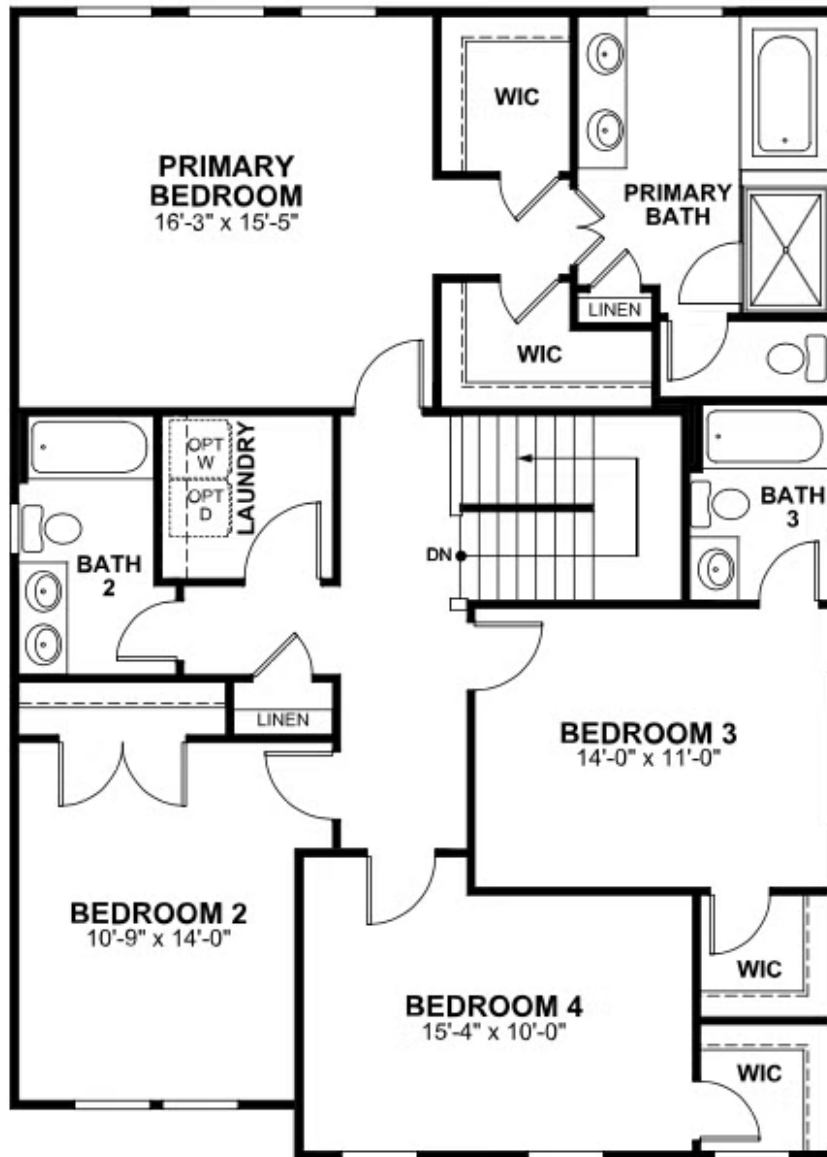 WIC
PRIMARY
BEDROOM
16'-3" x 15'-5"
PRIMARY
BATH
LINEN
WIC
OPT
W
OPT
D
LAUNDRY
BATH
2
DN
BATH
3
LINEN
BEDROOM 3
14'-0" x 11'-0"
BEDROOM 2
10'-9" x 14'-0"
WIC
BEDROOM 4
15'-4" x 10'-0"
WIC